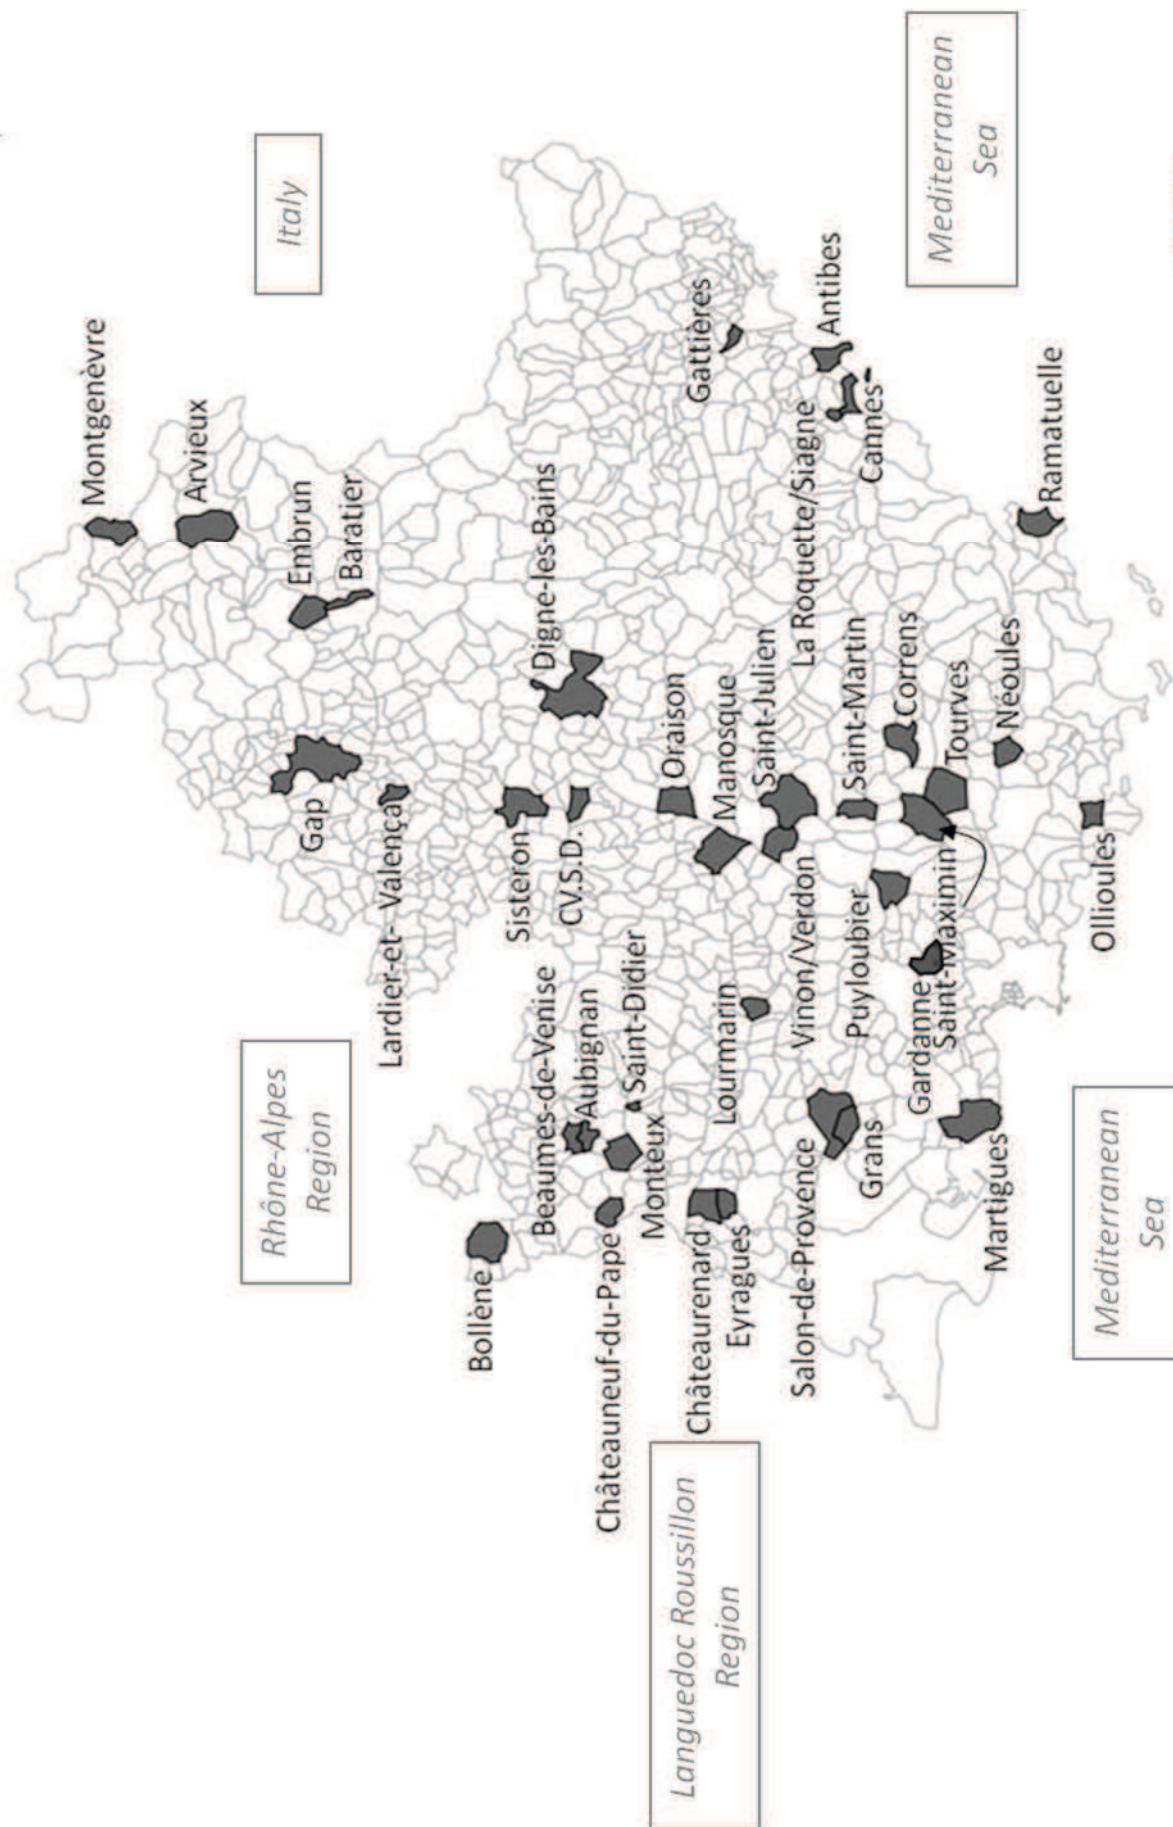 Montgenèvre
Italy
Arvieux
Embrun
Baratier
Rhône-Alpes
Region
Gap
Lardier-et- Valença
Bollène
Sisteron
Digne-les-Bains
Beaumes-de-Venise
CV.S.D.
Aubignan
Châteauneuf-du-Pape
Saint-Didier
Monteux
Oraison
Gattières
Châteaurenard
Manosque
Lourmarin
Eyragues
Saint-Julien
Languedoc Roussillon
Region
Salon-de-Provence
Vinon/Verdon
La Roquette/Siagne
Antibes
Saint-Martin
Puyloubier
Grans
Cannes
Correns
Gardanne
Saint-Maximin
Tourves
Mediterranean
Sea
Martigues
Néoules
Ramatuelle
Ollioules
Mediterranean
Sea